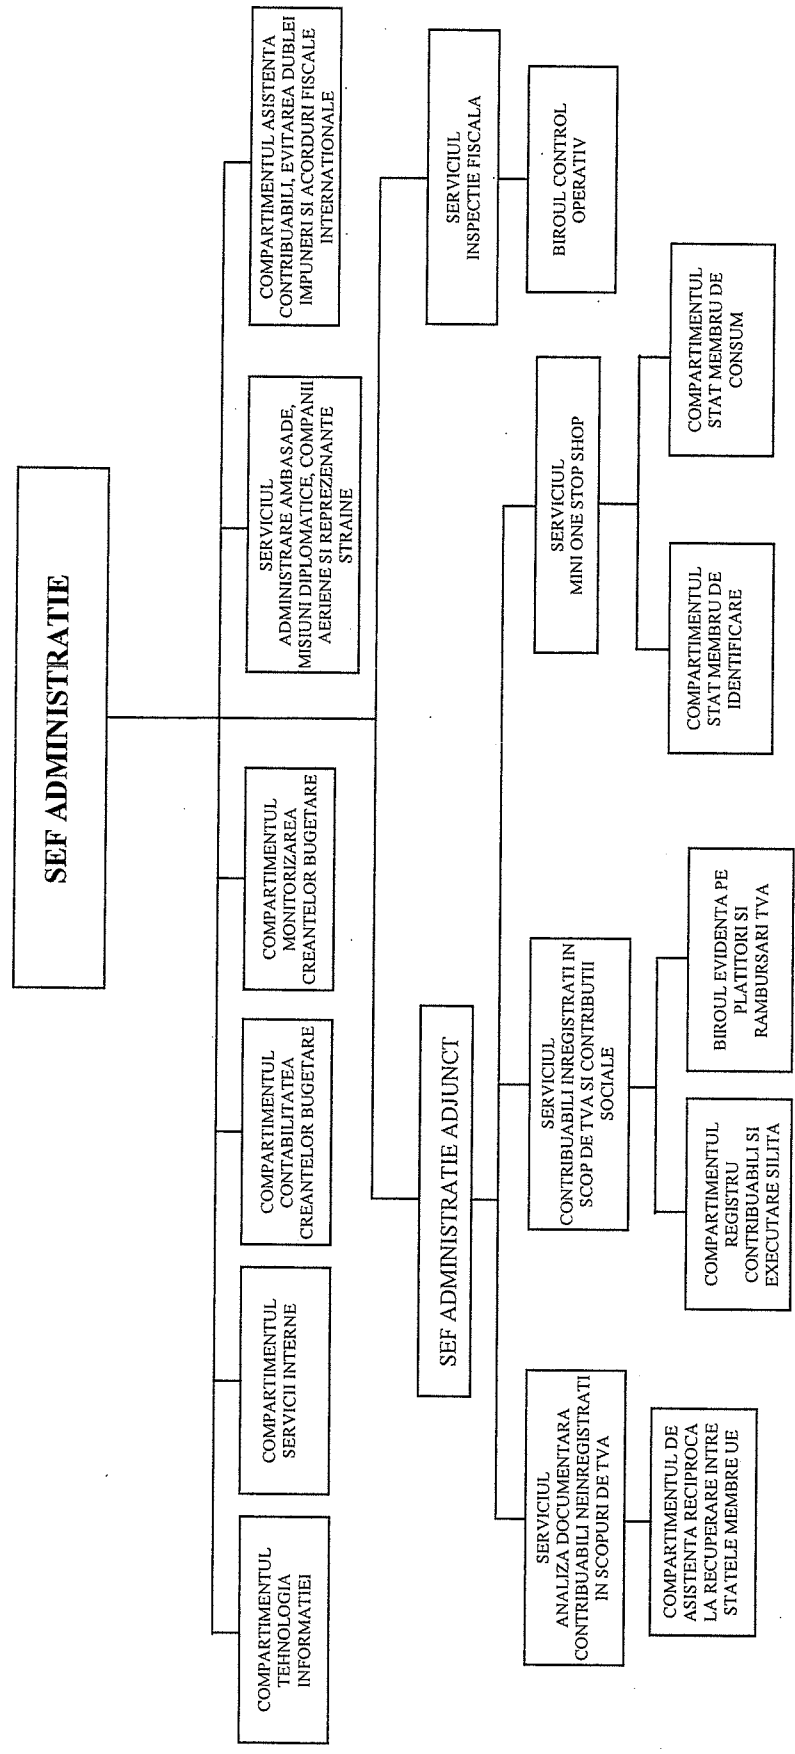 SEF ADMINISTRATIE
COMPARTIMENTUL
TEHNOLOGIA
INFORMATIEI
COMPARTIMENTUL
SERVICII INTERNE
COMPARTIMENTUL
CONTABILITATEA
CREANTELOR BUGETARE
COMPARTIMENTUL
MONITORIZAREA
CREANTELOR BUGETARE
SERVICIUL
ADMINISTRARE AMBASADE,
MISIUNI DIPLOMATICE, COMPANII
AERIENE SI REPREZENANTE
STRAINE
COMPARTIMENTUL ASISTENTA
CONTRIBUABILI, EVITAREA DUBLEI
IMPUNERI SI ACORDURI FISCALE
INTERNATIONALE
SEF ADMINISTRATIE ADJUNCT
SERVICIUL
INSPECTIE FISCALA
BIROUL CONTROL
OPERATIV
SERVICIUL
ANALIZA DOCUMENTARA
CONTRIBUABILI NEINREGISTRATI
IN SCOPURI DE TVA
SERVICIUL
CONTRIBUABILI INREGISTRATI IN
SCOP DE TVA SI CONTRIBUTII
SOCIALE
SERVICIUL
MINI ONE STOP SHOP
COMPARTIMENTUL DE
ASISTENTA RECIPROCA
LA RECUPERARE INTRE
STATELE MEMBRE UE
COMPARTIMENTUL
REGISTRU
CONTRIBUABILI SI
EXECUTARE SILITA
BIROUL EVIDENTA PE
PLATITORI SI
RAMBURSARI TVA
COMPARTIMENTUL
STAT MEMBRU DE
IDENTIFICARE
COMPARTIMENTUL
STAT MEMBRU DE
CONSUM